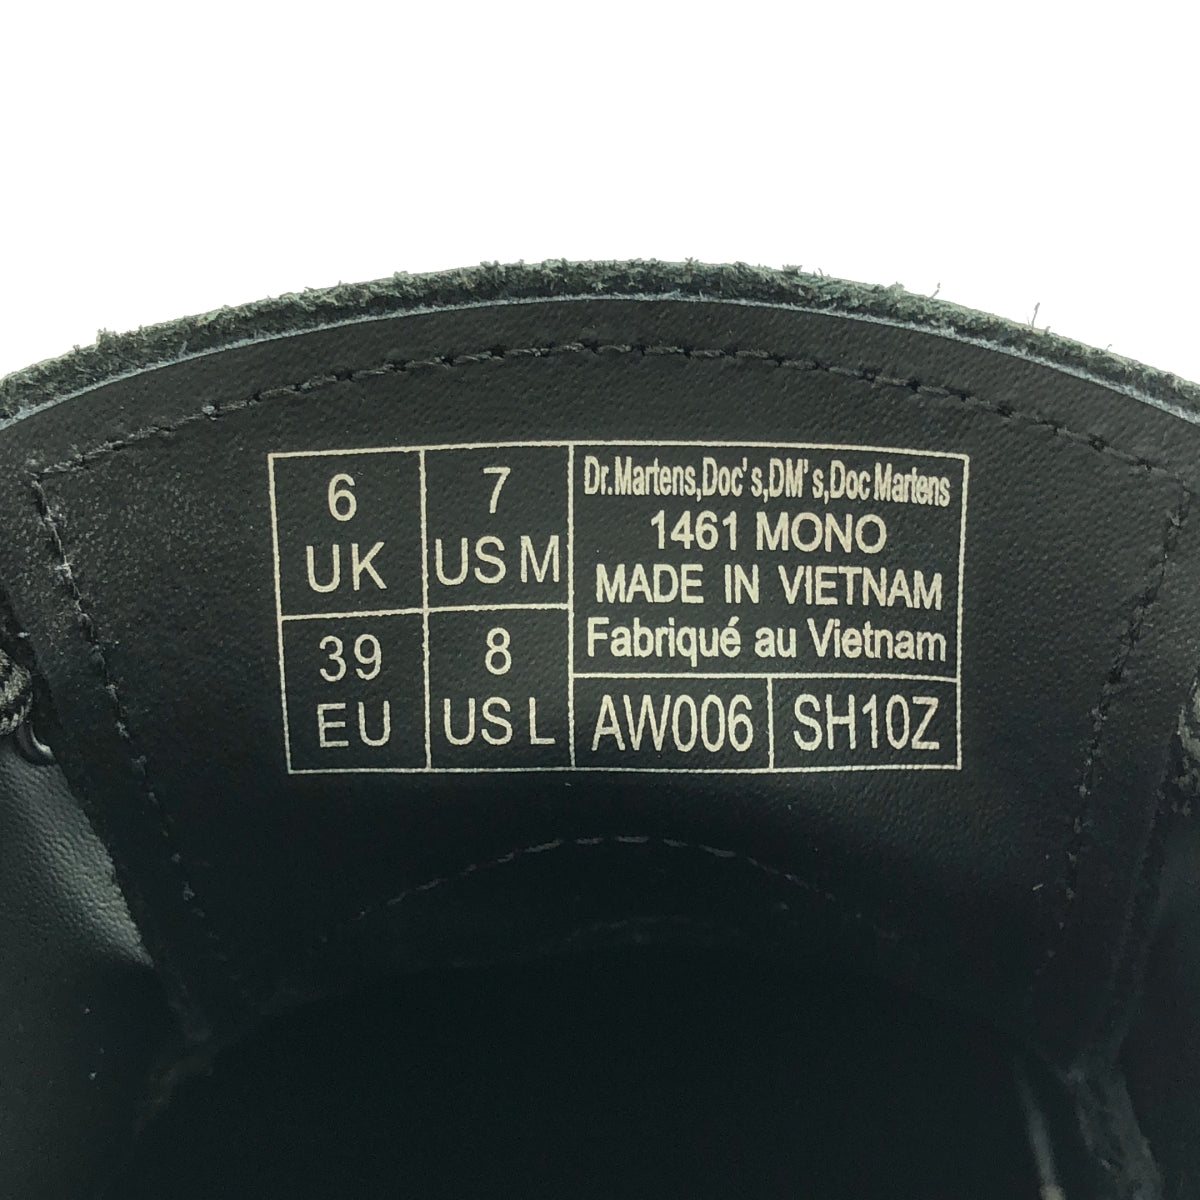 6
UK
7
US M
39
EU
8
US L
Dr.Martens,Doc's,DM's,Doc Martens
1461 MONO
MADE IN VIETNAM
Fabriqué au Vietnam
AW006
SH10Z